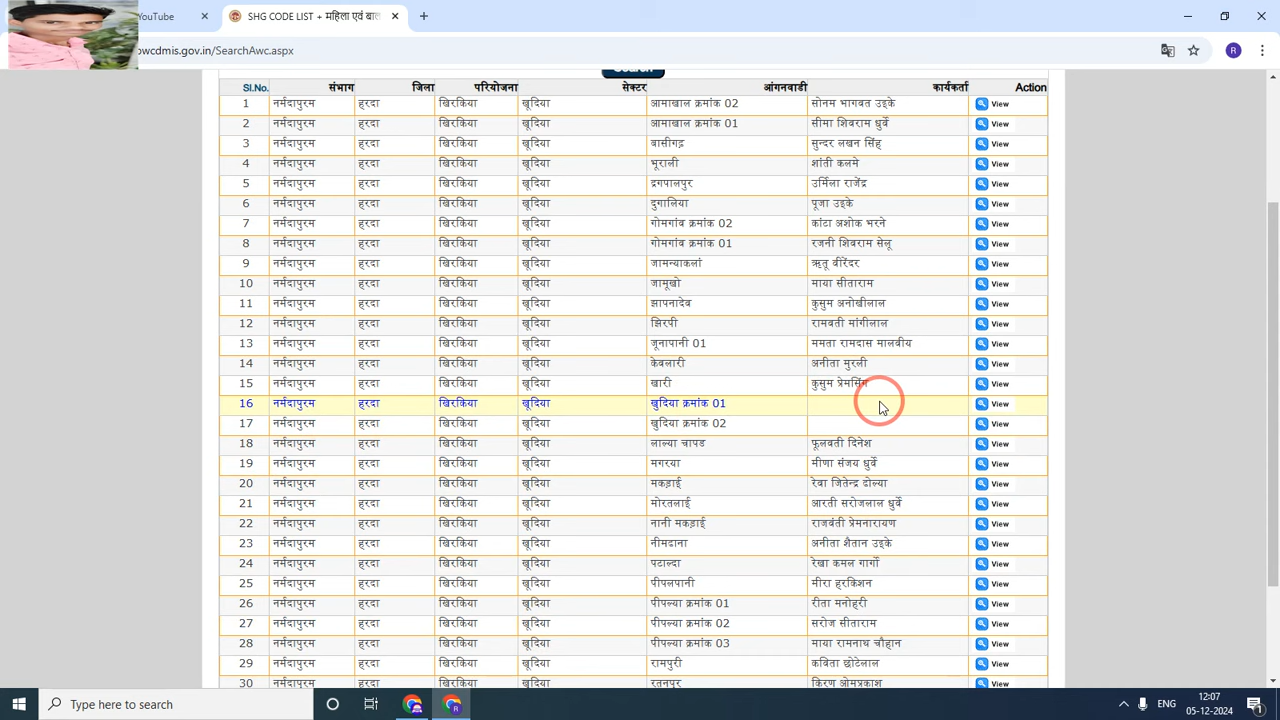 YouTube
SHG CODE LIST + महिला एवं बाल
owcdmis.gov.in/SearchAwc.aspx
R
Search
Sl.No. संभाग जिला परियोजना सेक्टर आंगनवाडी कार्यकर्ता Action
1 नर्मदापुरम हरदा खिरकिया खूदिया आमाखाल क्रमांक 02 सोनम भागवत उइके View
2 नर्मदापुरम हरदा खिरकिया खूदिया आमाखाल क्रमांक 01 सीमा शिवराम धुर्वे View
3 नर्मदापुरम हरदा खिरकिया खूदिया बासीगढ़ सुन्दर लखन सिंह View
4 नर्मदापुरम हरदा खिरकिया खूदिया भूराली शांती कलमे View
5 नर्मदापुरम हरदा खिरकिया खूदिया द्रगपालपुर उर्मिला राजेंद्र View
6 नर्मदापुरम हरदा खिरकिया खूदिया दुगालिया पूजा उइके View
7 नर्मदापुरम हरदा खिरकिया खूदिया गोमगांव क्रमांक 02 कांटा अशोक भरने View
8 नर्मदापुरम हरदा खिरकिया खूदिया गोमगांव क्रमांक 01 रजनी शिवराम सेलू View
9 नर्मदापुरम हरदा खिरकिया खूदिया जामन्याकलां ऋतू वीरेंदर View
10 नर्मदापुरम हरदा खिरकिया खूदिया जामूखो माया सीताराम View
11 नर्मदापुरम हरदा खिरकिया खूदिया झापनादेव कुसुम अनोखीलाल View
12 नर्मदापुरम हरदा खिरकिया खूदिया झिरपी रामवती मांगीलाल View
13 नर्मदापुरम हरदा खिरकिया खूदिया जूनापानी 01 ममता रामदास मालवीय View
14 नर्मदापुरम हरदा खिरकिया खूदिया केवलारी अनीता मुरली View
15 नर्मदापुरम हरदा खिरकिया खूदिया खारी कुसुम प्रेमसिंग View
16 नर्मदापुरम हरदा खिरकिया खूदिया खुदिया क्रमांक 01 View
17 नर्मदापुरम हरदा खिरकिया खूदिया खुदिया क्रमांक 02 View
18 नर्मदापुरम हरदा खिरकिया खूदिया लाल्या चापड फूलवती दिनेश View
19 नर्मदापुरम हरदा खिरकिया खूदिया मगरया मीणा संजय धुर्वे View
20 नर्मदापुरम हरदा खिरकिया खूदिया मकड़ाई रेवा जितेन्द्र ढोल्या View
21 नर्मदापुरम हरदा खिरकिया खूदिया मोरतलाई आरती सरोजलाल धुर्वे View
22 नर्मदापुरम हरदा खिरकिया खूदिया नानी मकड़ाई राजवंती प्रेमनारायण View
23 नर्मदापुरम हरदा खिरकिया खूदिया नीमढाना अनीता शैतान उइके View
24 नर्मदापुरम हरदा खिरकिया खूदिया पटाल्दा रेखा कमल गार्गो View
25 नर्मदापुरम हरदा खिरकिया खूदिया पीपलपानी मीरा हरकिशन View
26 नर्मदापुरम हरदा खिरकिया खूदिया पीपल्या क्रमांक 01 रीता मनोहरी View
27 नर्मदापुरम हरदा खिरकिया खूदिया पीपल्या क्रमांक 02 सरोज सीताराम View
28 नर्मदापुरम हरदा खिरकिया खूदिया पीपल्या क्रमांक 03 माया रामनाथ चौहान View
29 नर्मदापुरम हरदा खिरकिया खूदिया रामपुरी कविता छोटेलाल View
30 नर्मदापुरम हरदा खिरकिया खूदिया रतनपुर किरण ओमप्रकाश View
Type here to search
ENG
12:07
05-12-2024